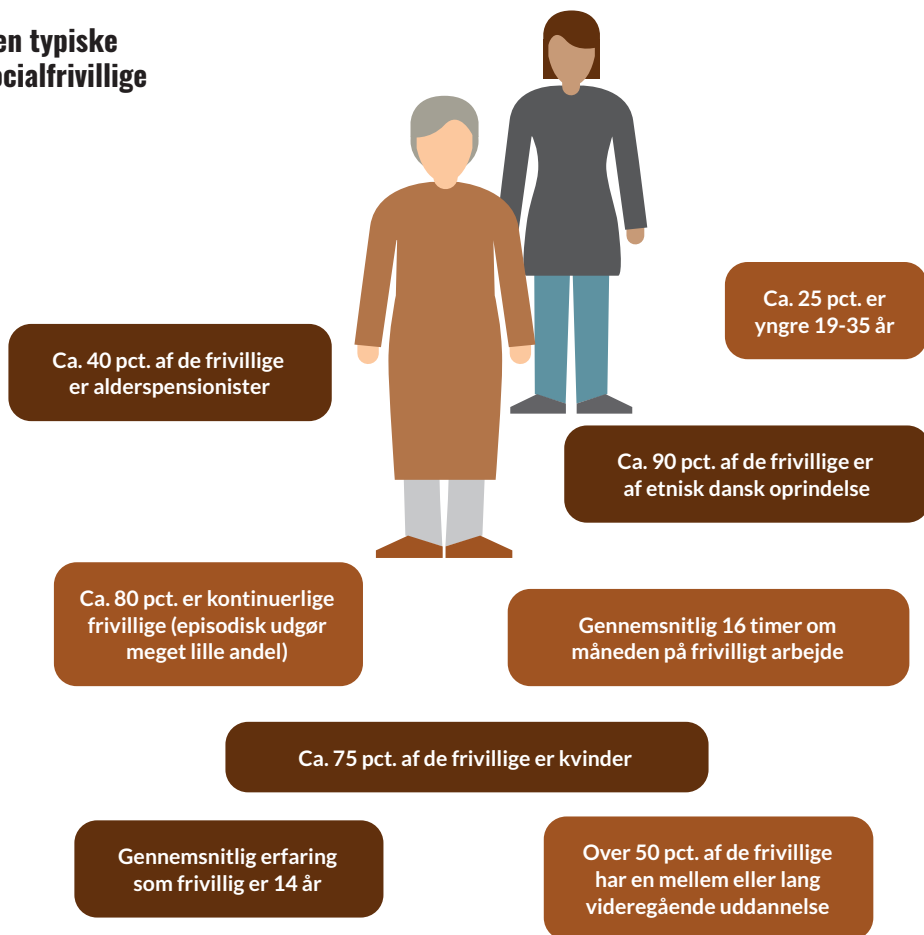 en typiske
ocialfrivillige
Ca. 25 pct. er
yngre 19-35 år
Ca. 40 pct. af de frivillige
er alderspensionister
Ca. 90 pct. af de frivillige er
af etnisk dansk oprindelse
Ca. 80 pct. er kontinuerlige
frivillige (episodisk udgør
meget lille andel)
Gennemsnitlig 16 timer om
måneden på frivilligt arbejde
Ca. 75 pct. af de frivillige er kvinder
Gennemsnitlig erfaring
som frivillig er 14 år
Over 50 pct. af de frivillige
har en mellem eller lang
videregående uddannelse